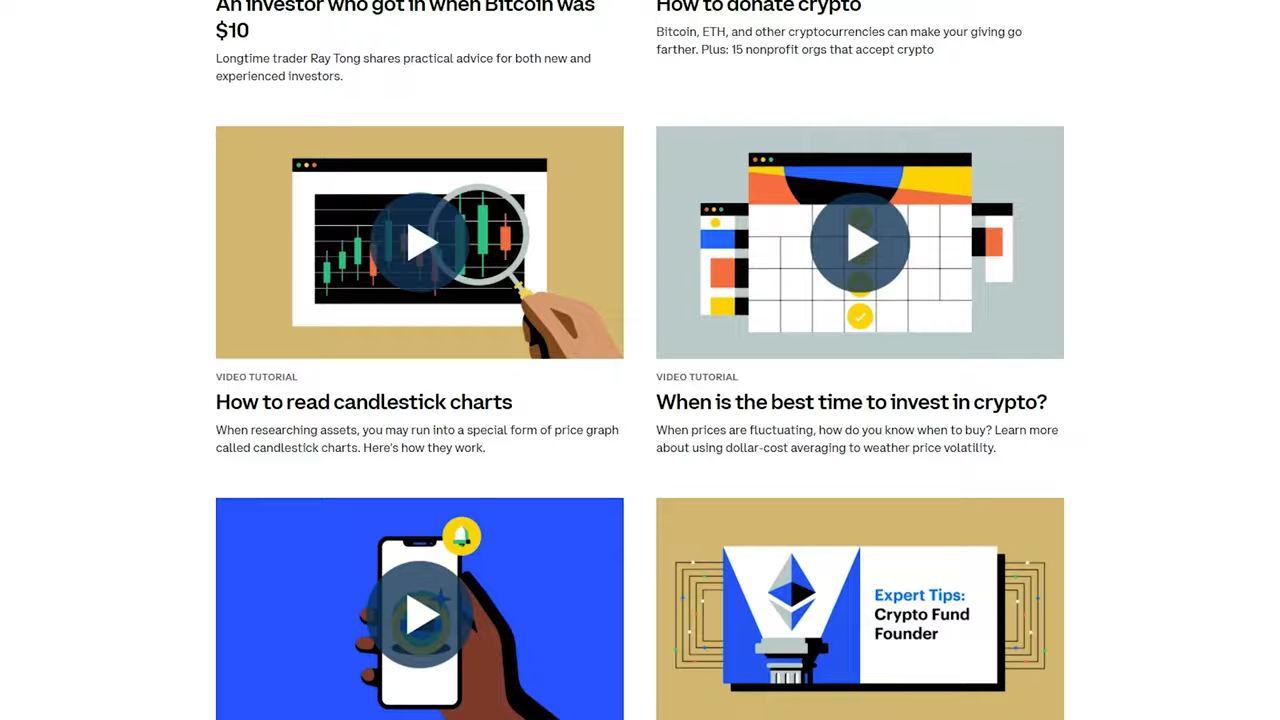 An investor who got in when Bitcoin was
$10
Longtime trader Ray Tong shares practical advice for both new and
experienced investors.
How to donate crypto
Bitcoin, ETH, and other cryptocurrencies can make your giving go
farther. Plus: 15 nonprofit orgs that accept crypto
VIDEO TUTORIAL
How to read candlestick charts
When researching assets, you may run into a special form of price graph
called candlestick charts. Here's how they work.
VIDEO TUTORIAL
When is the best time to invest in crypto?
When prices are fluctuating, how do you know when to buy? Learn more
about using dollar-cost averaging to weather price volatility.
Expert Tips:
Crypto Fund
Founder